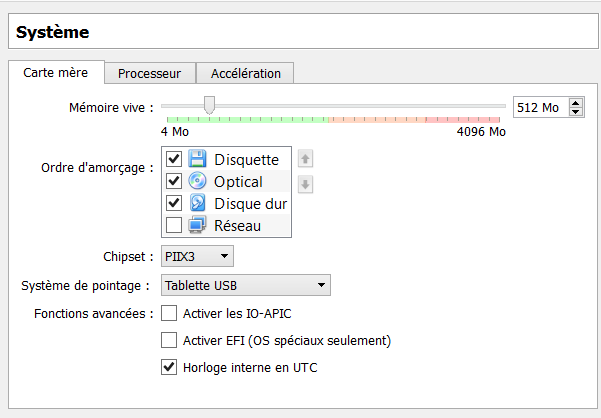 Système
Carte mère Processeur Accélération
Mémoire vive : 512 Mo
4 Mo 4096 Mo
Ordre d'amorçage : Disquette
Optical
Disque dur
Réseau
Chipset : PIIX3
Système de pointage : Tablette USB
Fonctions avancées : Activer les IO-APIC
Activer EFI (OS spéciaux seulement)
Horloge interne en UTC